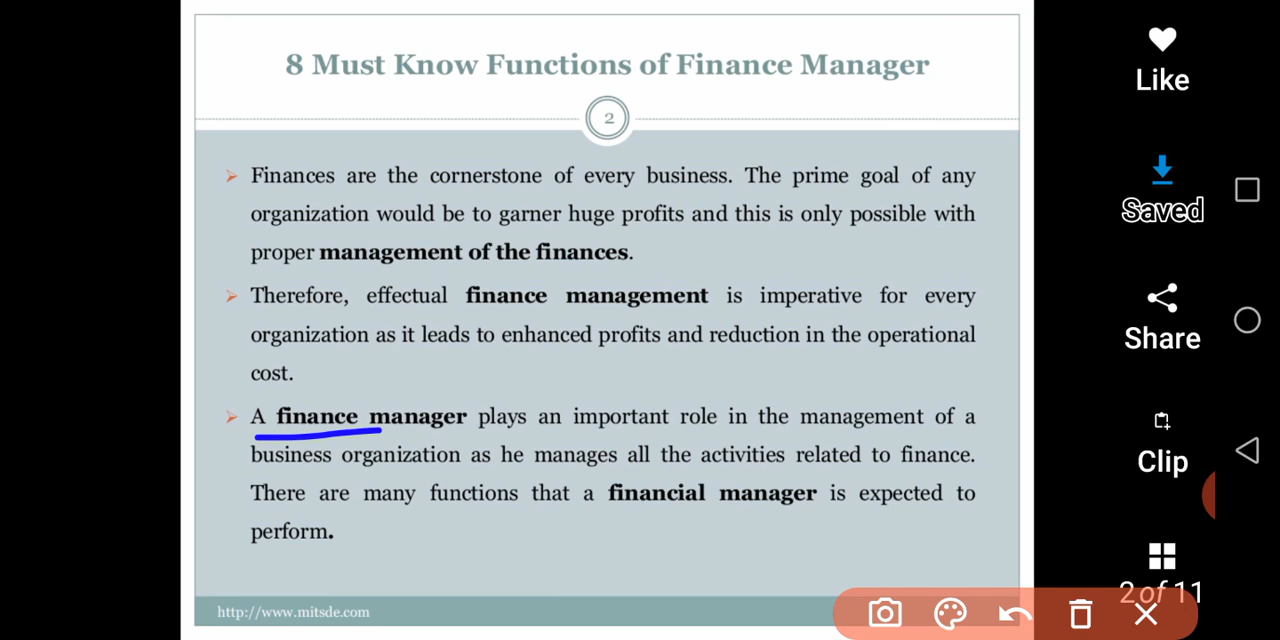 8 Must Know Functions of Finance Manager
2
Finances are the cornerstone of every business. The prime goal of any
organization would be to garner huge profits and this is only possible with
proper management of the finances.
Therefore, effectual finance management is imperative for every
organization as it leads to enhanced profits and reduction in the operational
cost.
A finance manager plays an important role in the management of a
business organization as he manages all the activities related to finance.
There are many functions that a financial manager is expected to
perform.
http://www.mitsde.com
Like
Saved
Share
Clip
2 of 11